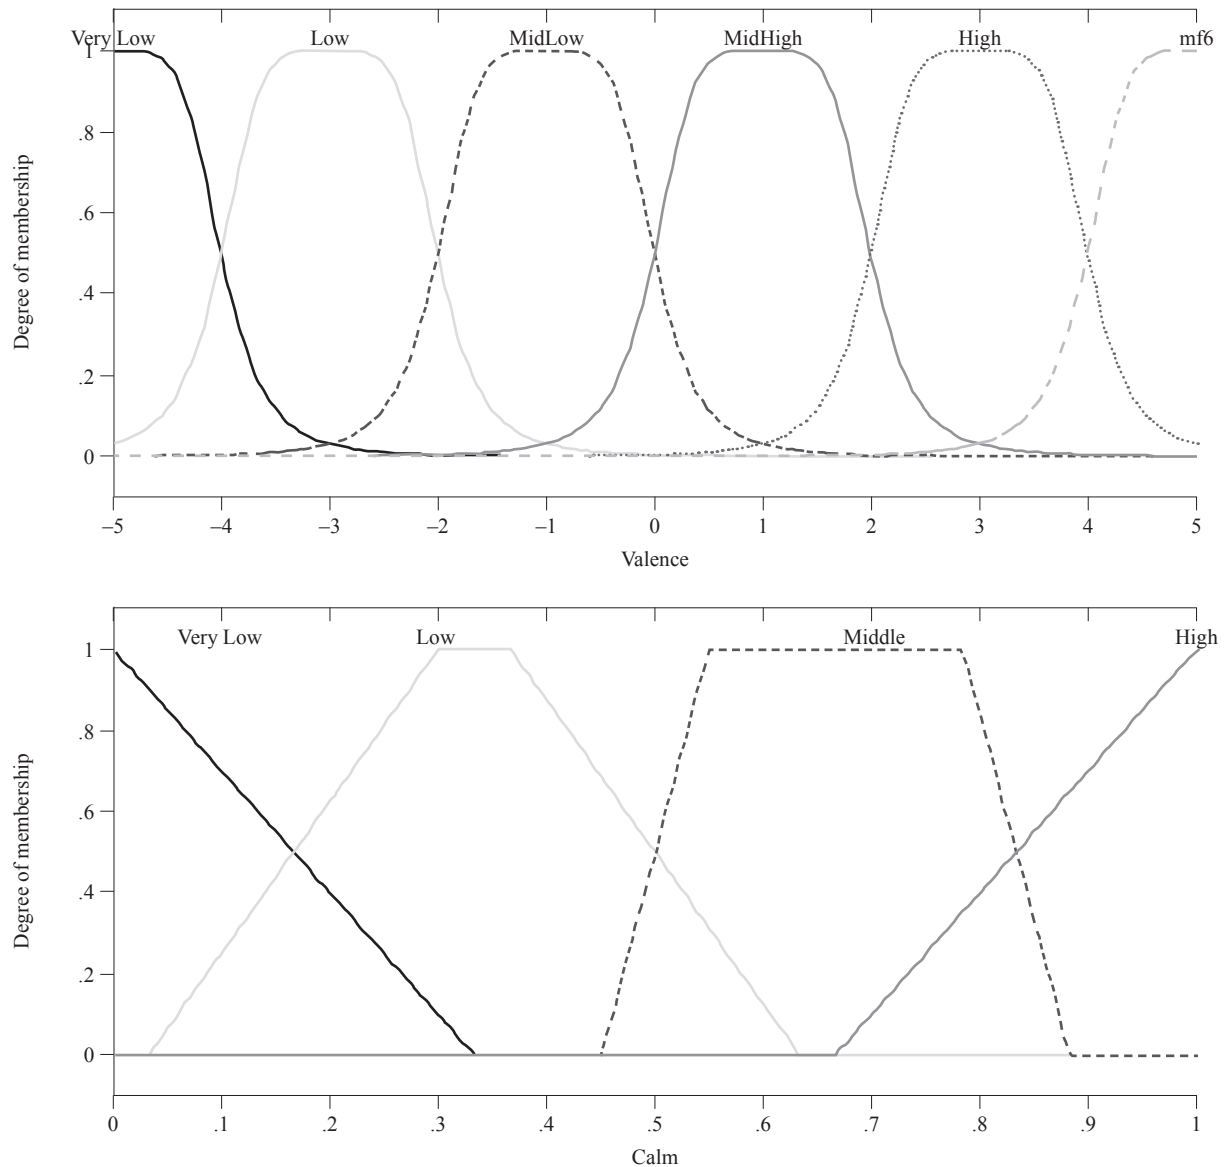 Very Low Low MidLow MidHigh High mf6
1
.8
.6
.4
.2
0
Degree of membership
–5 –4 –3 –2 –1 0 1 2 3 4 5
Valence
Very Low Low Middle High
1
.8
.6
.4
.2
0
Degree of membership
0 .1 .2 .3 .4 .5 .6 .7 .8 .9 1
Calm